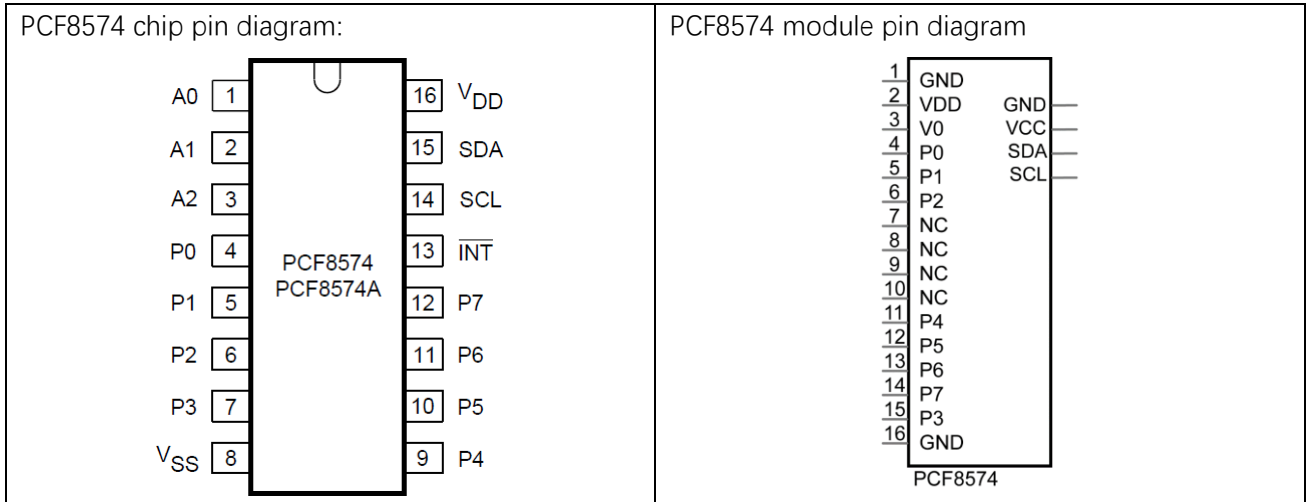 PCF8574 chip pin diagram:
A0 1 16 VDD
A1 2 15 SDA
A2 3 14 SCL
P0 4 13 INT
PCF8574
PCF8574A
P1 5 12 P7
P2 6 11 P6
P3 7 10 P5
VSS 8 9 P4
PCF8574 module pin diagram
1 GND
2 VDD GND
3 V0 VCC
4 P0 SDA
5 P1 SCL
6 P2
7 NC
8 NC
9 NC
10 NC
11 P4
12 P5
13 P6
14 P7
15 P3
16 GND
PCF8574